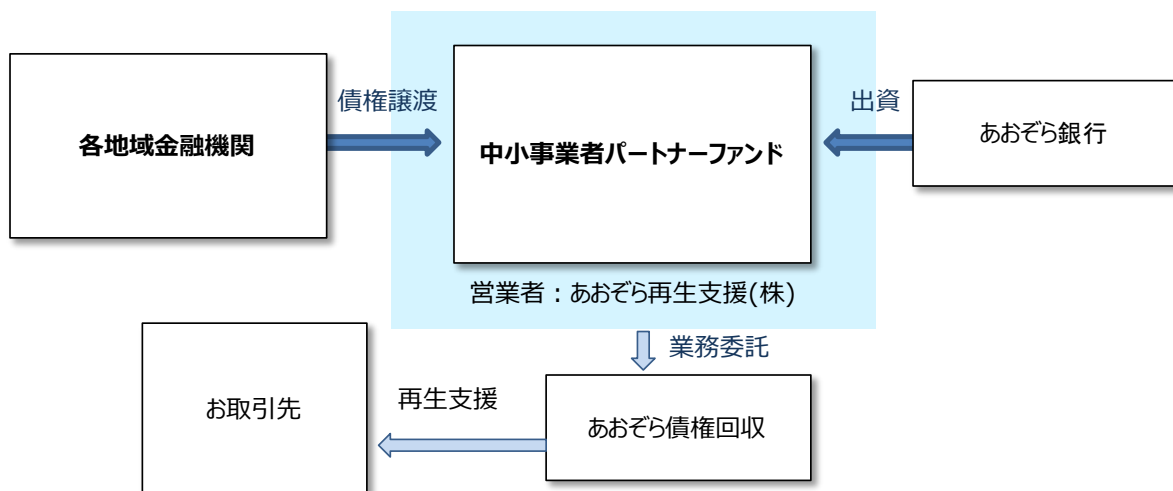 債権譲渡
出資
各地域金融機関
中小事業者パートナーファンド
あおぞら銀行
営業者：あおぞら再生支援(株)
業務委託
お取引先
再生支援
あおぞら債権回収